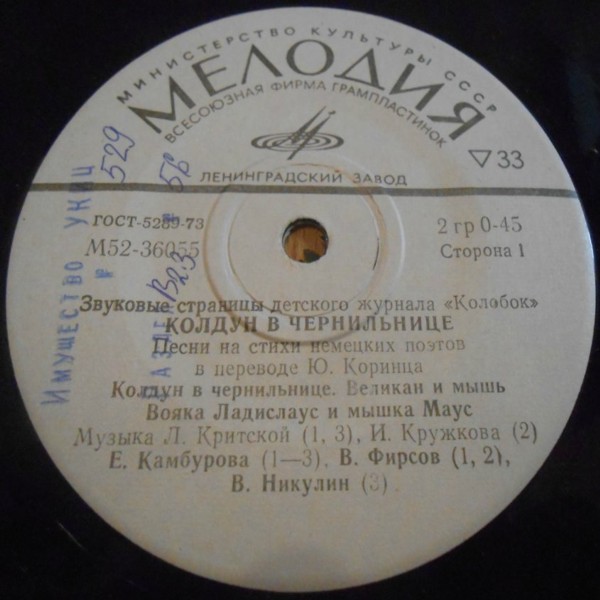 МИНИСТЕРСТВО КУЛЬТУРЫ СССР
МЕЛОДИЯ
ВСЕСОЮЗНАЯ ФИРМА ГРАМПЛАСТИНОК
▽33
ЛЕНИНГРАДСКИЙ ЗАВОД
ГОСТ-5289-73
2 гр 0-45
М52-36055
Сторона 1
Звуковые страницы детского журнала «Колобок»
КОЛДУН В ЧЕРНИЛЬНИЦЕ
Песни на стихи немецких поэтов
в переводе Ю. Коринца
Колдун в чернильнице. Великан и мышь
Вояка Ладислаус и мышка Маус
Музыка Л. Критской (1, 3), И. Кружкова (2)
Е. Камбурова (1—3), В. Фирсов (1, 2),
В. Никулин (3)
Имущество УКИЦ
№ 529